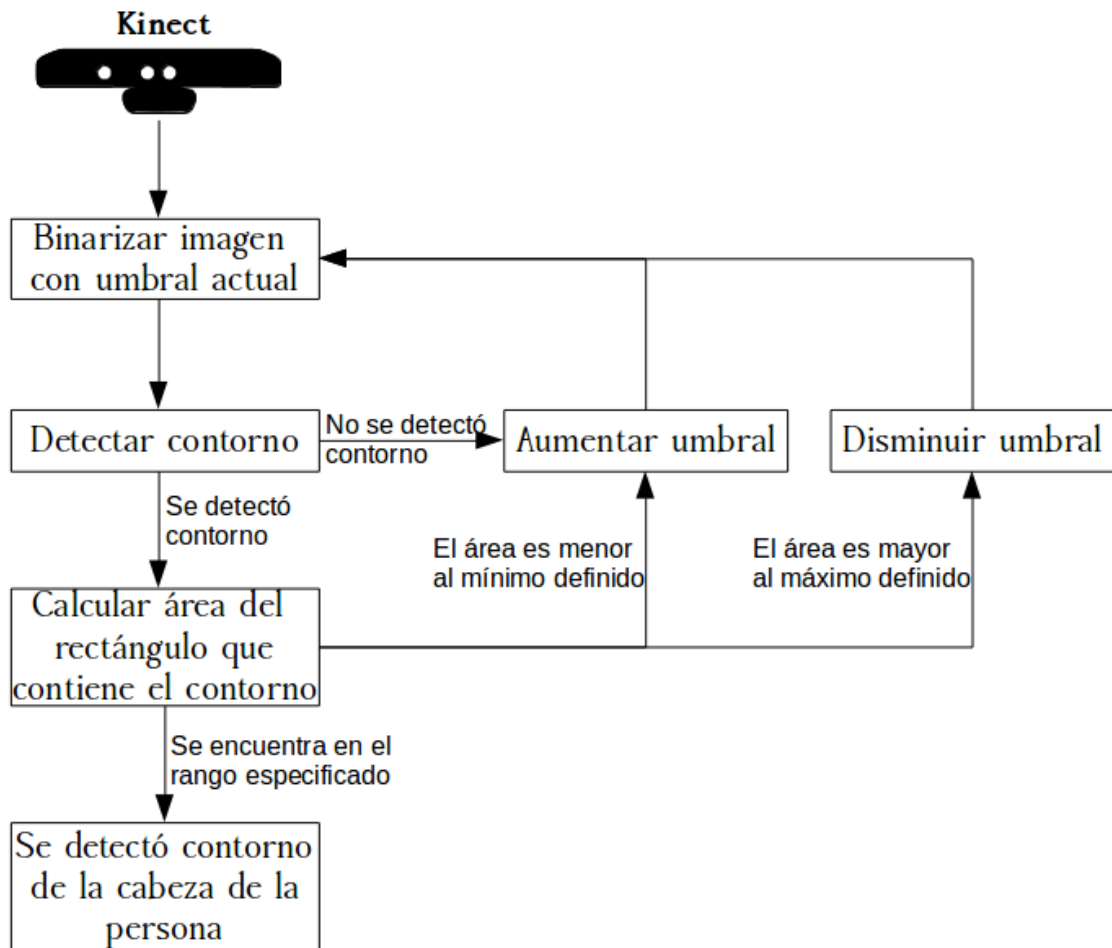 Kinect
Binarizar imagen
con umbral actual
Detectar contorno
No se detectó
contorno
Aumentar umbral
Disminuir umbral
Se detectó
contorno
El área es menor
al mínimo definido
El área es mayor
al máximo definido
Calcular área del
rectángulo que
contiene el contorno
Se encuentra en el
rango especificado
Se detectó contorno
de la cabeza de la
persona